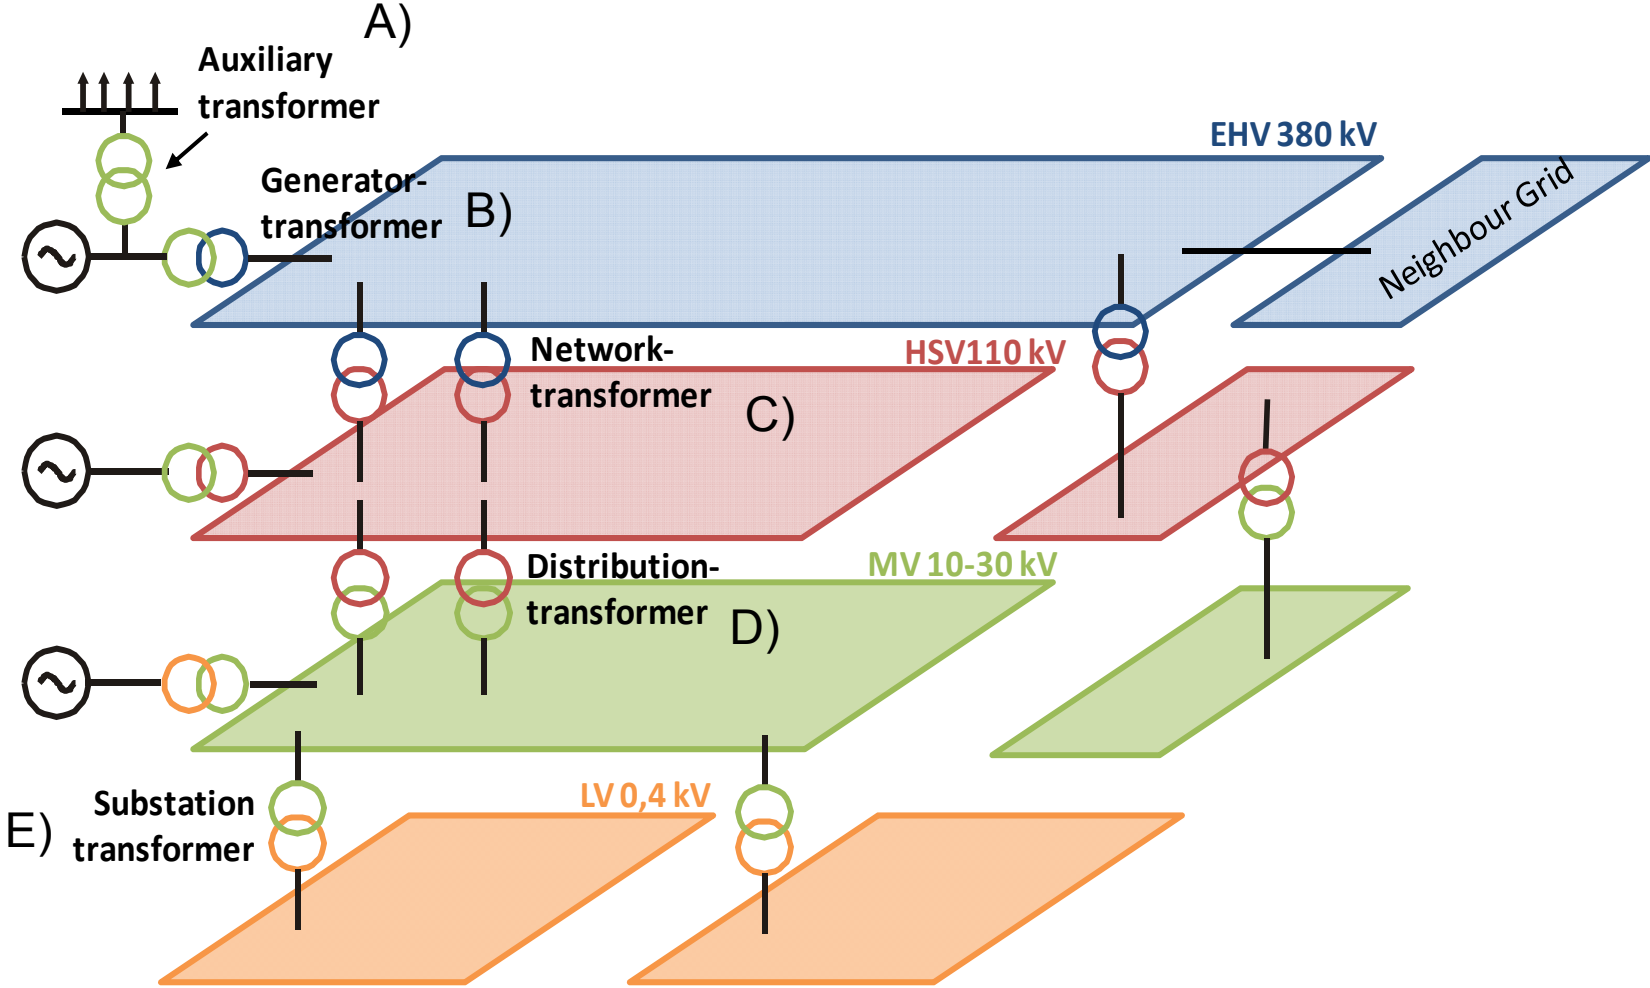 A)
Auxiliary
transformer
EHV 380 kV
Generator-
transformer
B)
Neighbour Grid
Network-
transformer
HSV110 kV
C)
Distribution-
transformer
MV 10-30 kV
D)
Substation
transformer
E)
LV 0,4 kV